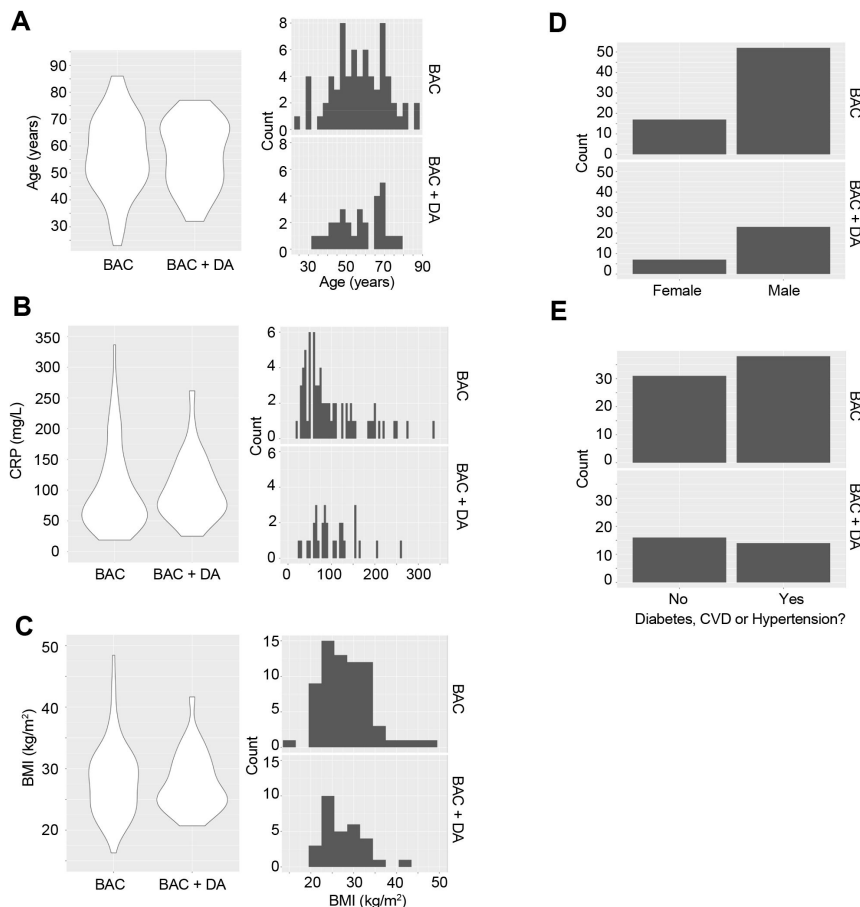 A
Age (years)
90
80
70
60
50
40
30
BAC
BAC + DA
Count
8
6
4
2
0
BAC
8
6
4
2
0
BAC + DA
30
50
70
90
Age (years)
B
CRP (mg/L)
350
300
250
200
150
100
50
0
BAC
BAC + DA
Count
6
4
2
0
BAC
6
4
2
0
BAC + DA
0
100
200
300
C
BMI (kg/m²)
50
40
30
20
BAC
BAC + DA
Count
15
10
5
0
BAC
15
10
5
0
BAC + DA
20
30
40
50
BMI (kg/m²)
D
Count
50
40
30
20
10
0
BAC
50
40
30
20
10
0
BAC + DA
Female
Male
E
Count
30
20
10
0
BAC
30
20
10
0
BAC + DA
No
Yes
Diabetes, CVD or Hypertension?